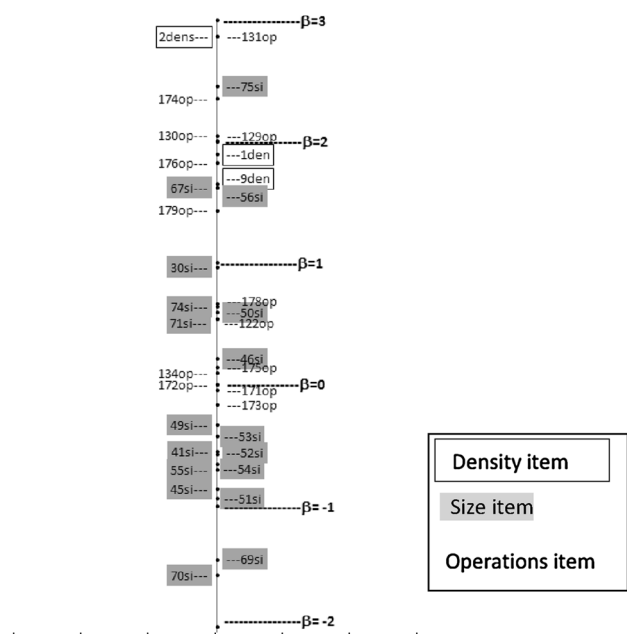 β=3
2dens---
---131op
---75si
174op---
130op---
---129op
β=2
---1den
176op---
---9den
67si---
---56si
179op---
30si---
β=1
---178op
74si---
---50si
71si---
---122op
---46si
---175op
134op---
172op---
β=0
---171op
---173op
49si---
---53si
41si---
---52si
55si---
---54si
45si---
---51si
β= -1
---69si
70si---
β= -2
Density item
Size item
Operations item